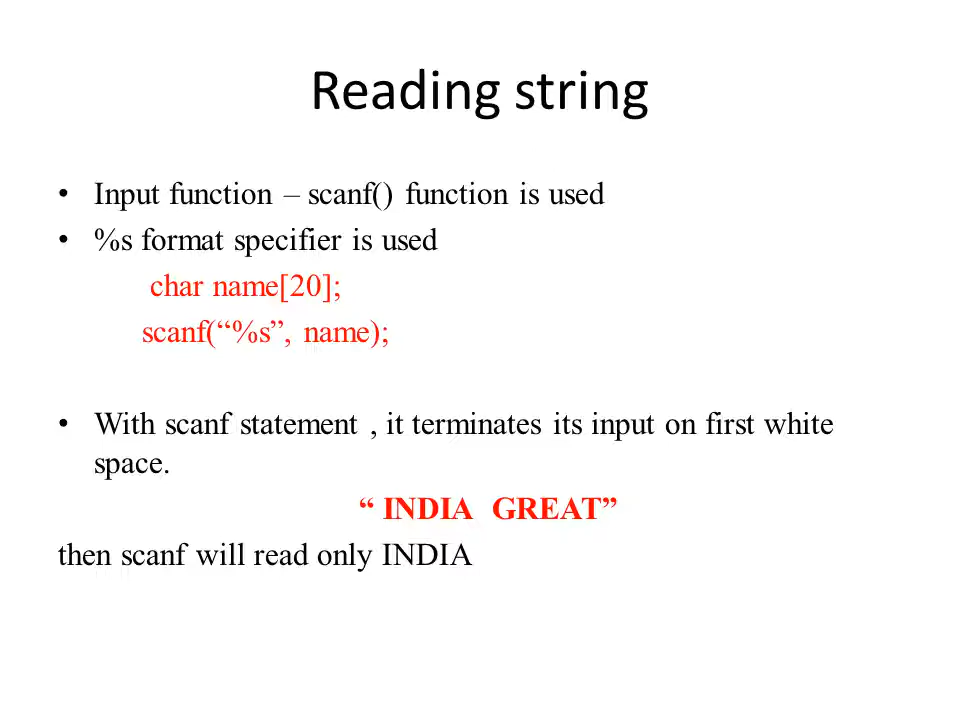 Reading string
• Input function – scanf() function is used
• %s format specifier is used
char name[20];
scanf(“%s”, name);
• With scanf statement , it terminates its input on first white
space.
“ INDIA  GREAT”
then scanf will read only INDIA